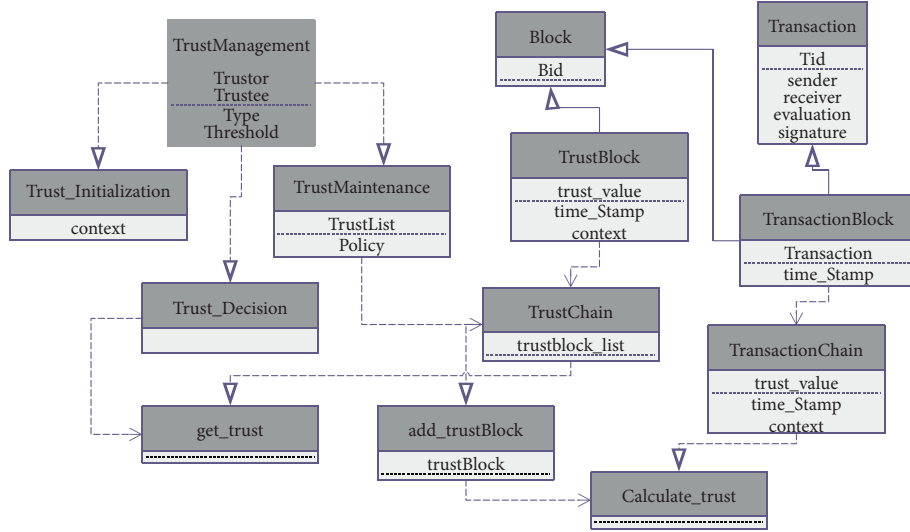 TrustManagement
Trustor
Trustee
Type
Threshold
Block
Bid
Transaction
Tid
sender
receiver
evaluation
signature
Trust_Initialization
context
TrustMaintenance
TrustList
Policy
TrustBlock
trust_value
time_Stamp
context
TransactionBlock
Transaction
time_Stamp
Trust_Decision
TrustChain
trustblock_list
TransactionChain
trust_value
time_Stamp
context
get_trust
add_trustBlock
trustBlock
Calculate_trust